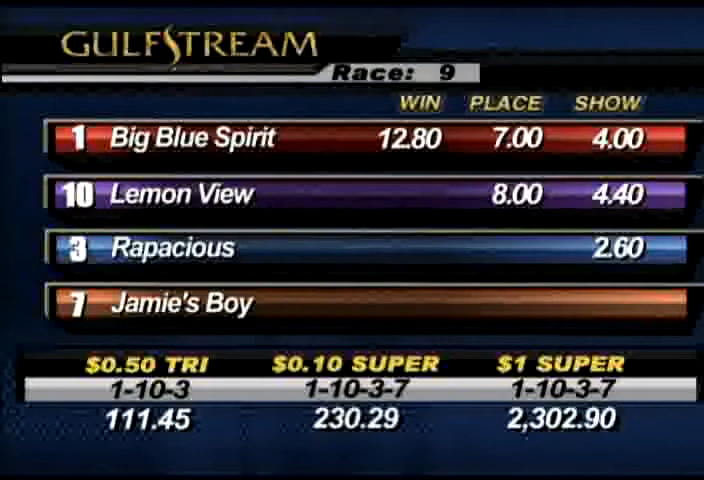 GULFSTREAM
Race: 9
WIN PLACE SHOW
1 Big Blue Spirit 12.80 7.00 4.00
10 Lemon View 8.00 4.40
3 Rapacious 2.60
7 Jamie's Boy
$0.50 TRI $0.10 SUPER $1 SUPER
1-10-3 1-10-3-7 1-10-3-7
111.45 230.29 2,302.90